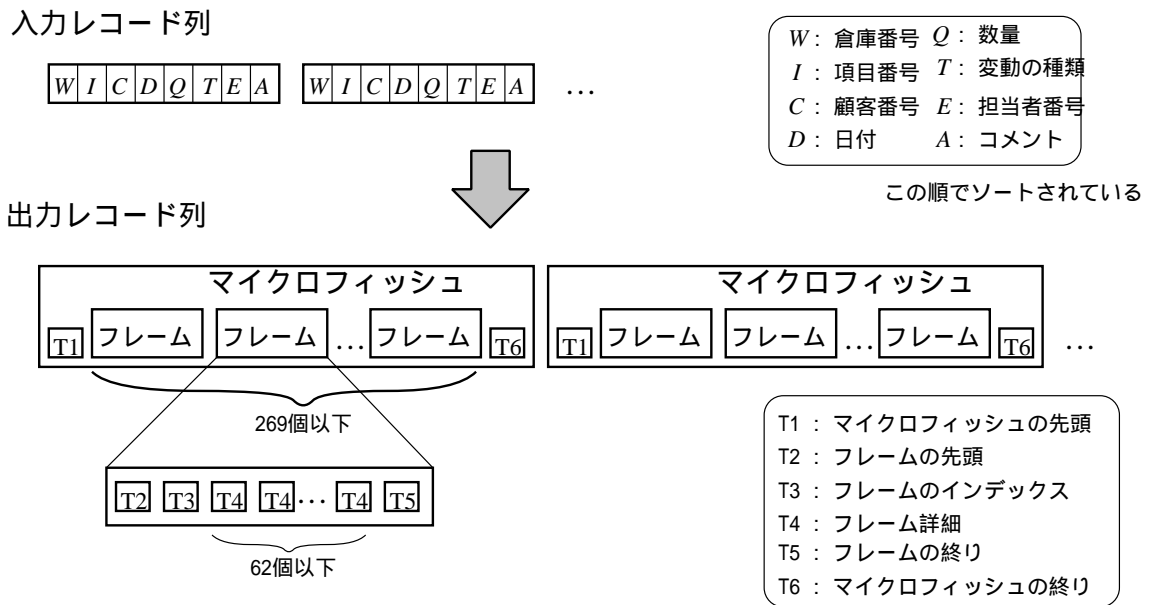 入力レコード列
W I C D Q T E A W I C D Q T E A …
W : 倉庫番号 Q : 数量
I : 項目番号 T : 変動の種類
C : 顧客番号 E : 担当者番号
D : 日付 A : コメント
この順でソートされている
出力レコード列
マイクロフィッシュ マイクロフィッシュ
T1 フレーム フレーム … フレーム T6 T1 フレーム フレーム … フレーム T6 …
269個以下
T2 T3 T4 T4 … T4 T5
62個以下
T1 : マイクロフィッシュの先頭
T2 : フレームの先頭
T3 : フレームのインデックス
T4 : フレーム詳細
T5 : フレームの終り
T6 : マイクロフィッシュの終り